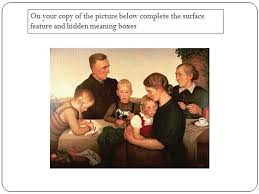 On your copy of the picture below complete the surface
feature and hidden meaning boxes